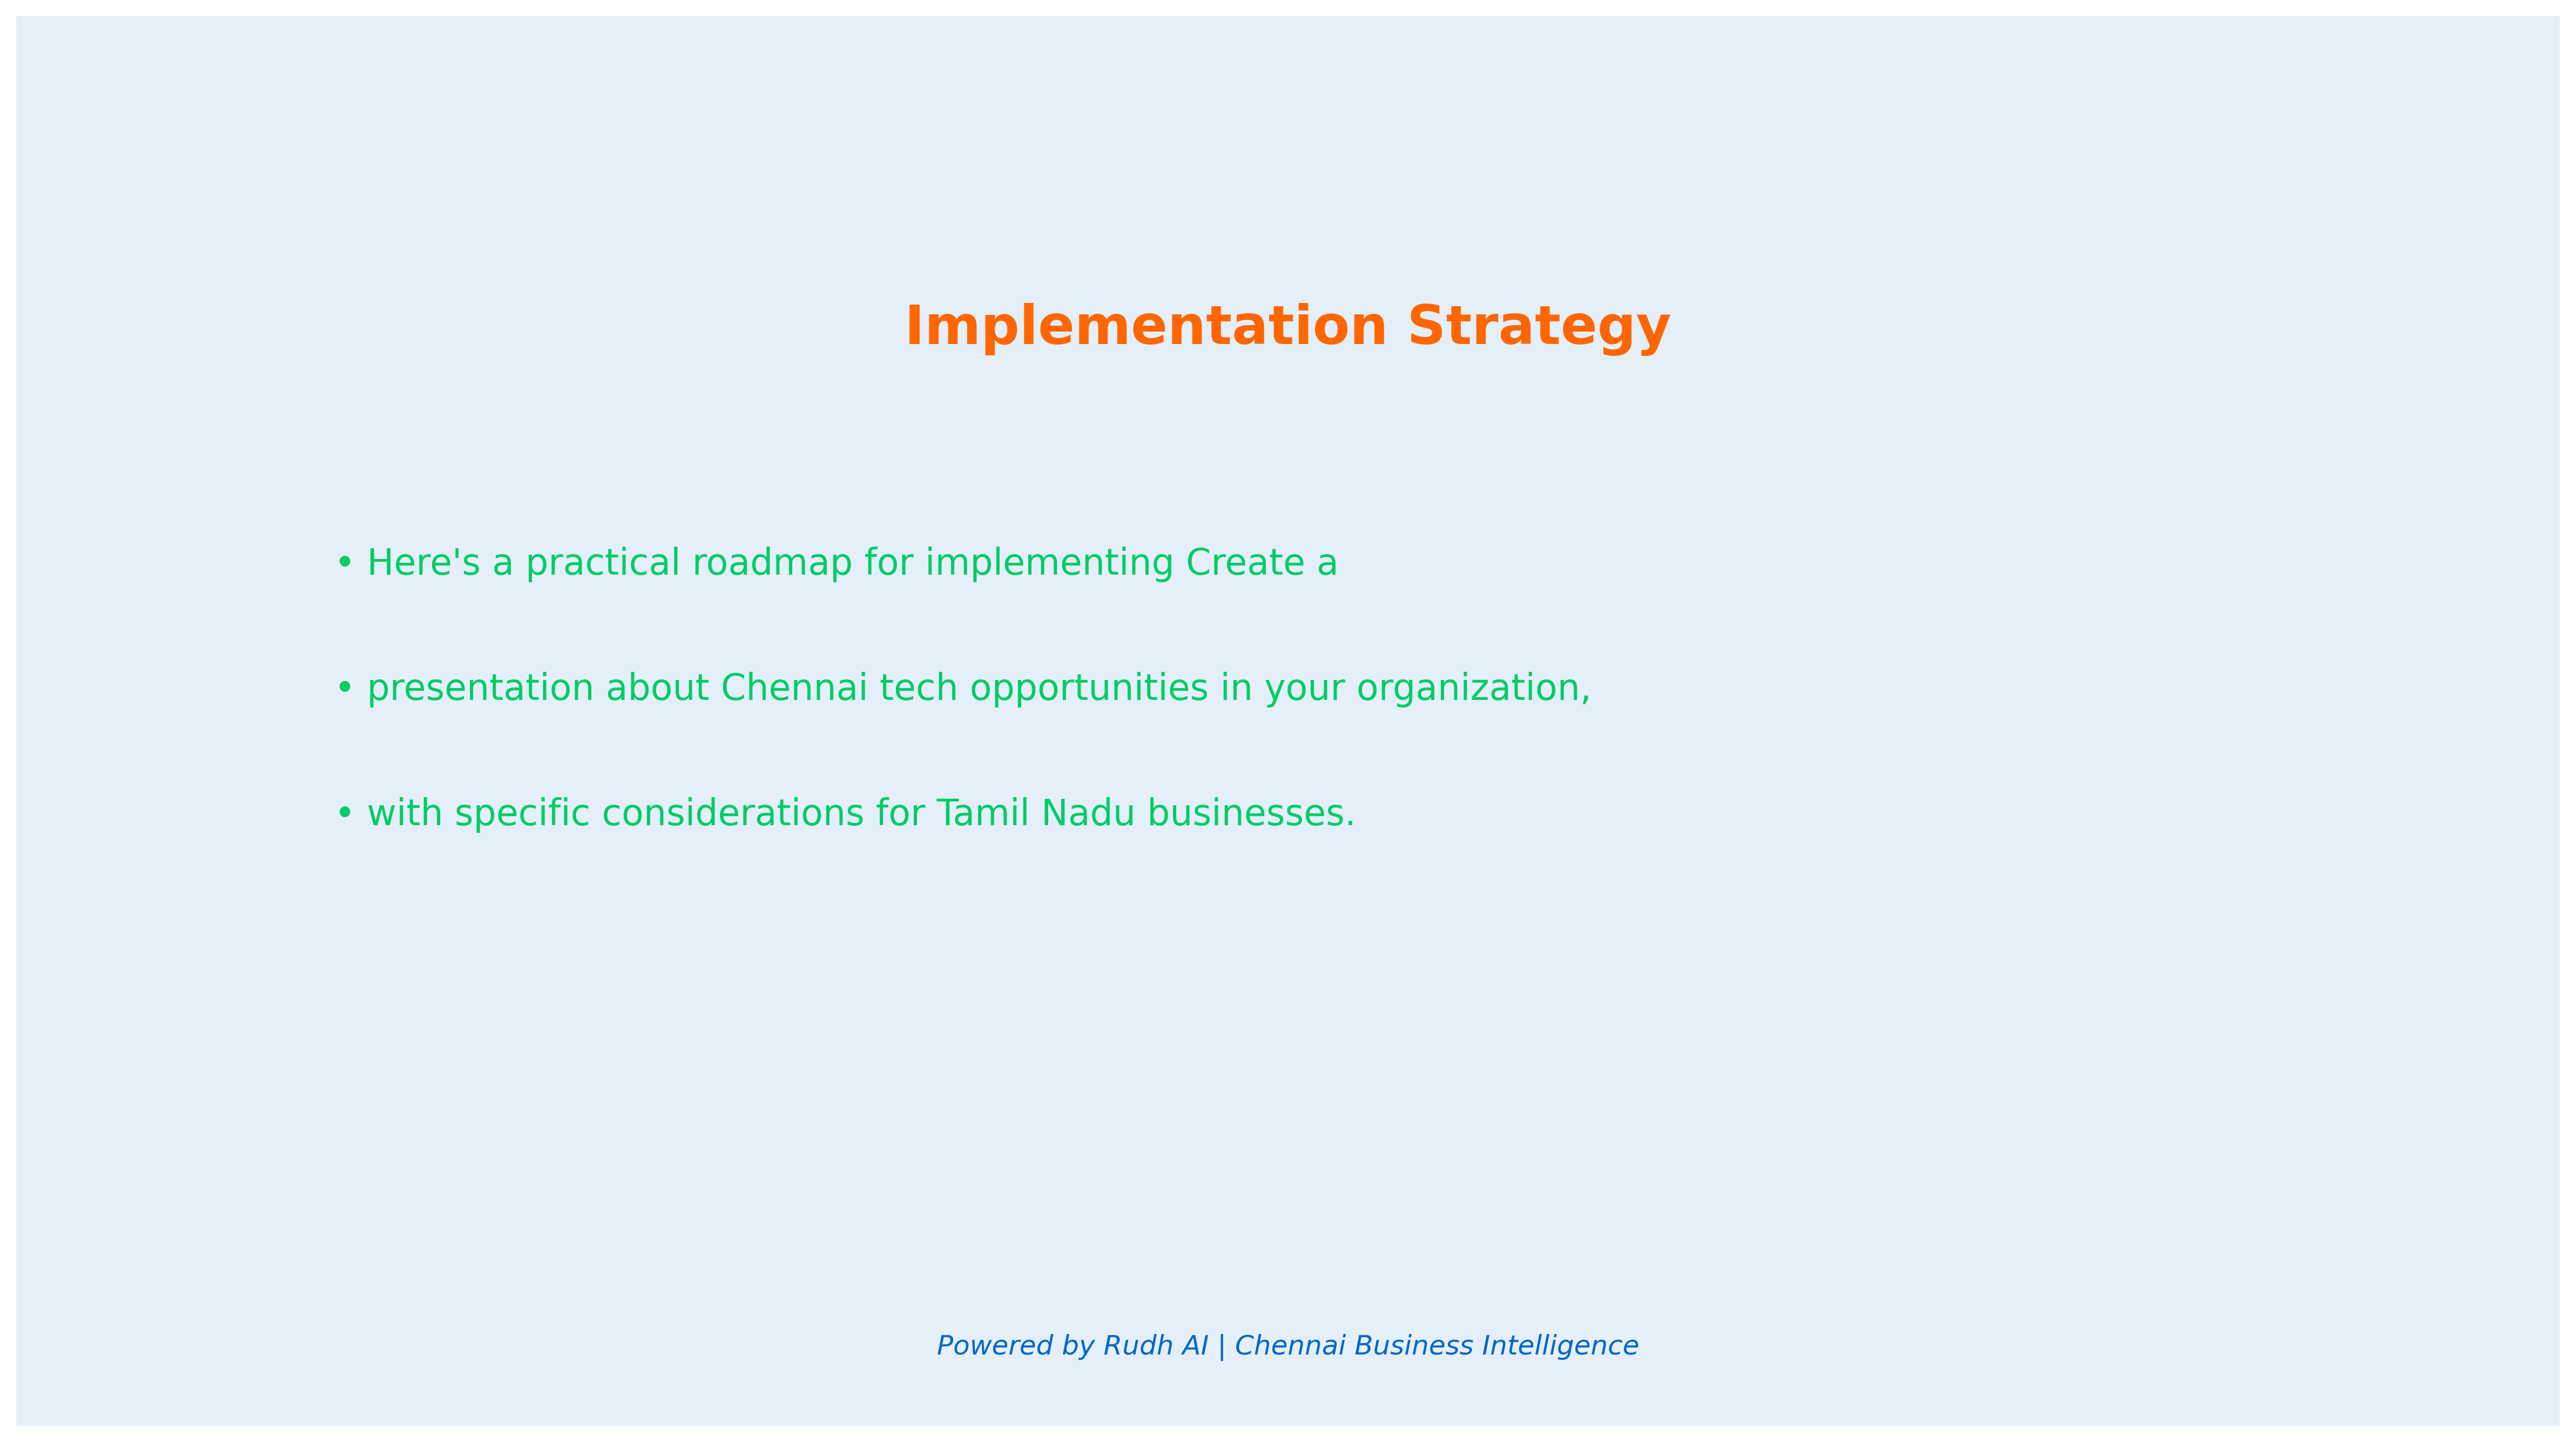 Implementation Strategy
• Here's a practical roadmap for implementing Create a
• presentation about Chennai tech opportunities in your organization,
• with specific considerations for Tamil Nadu businesses.
Powered by Rudh AI | Chennai Business Intelligence